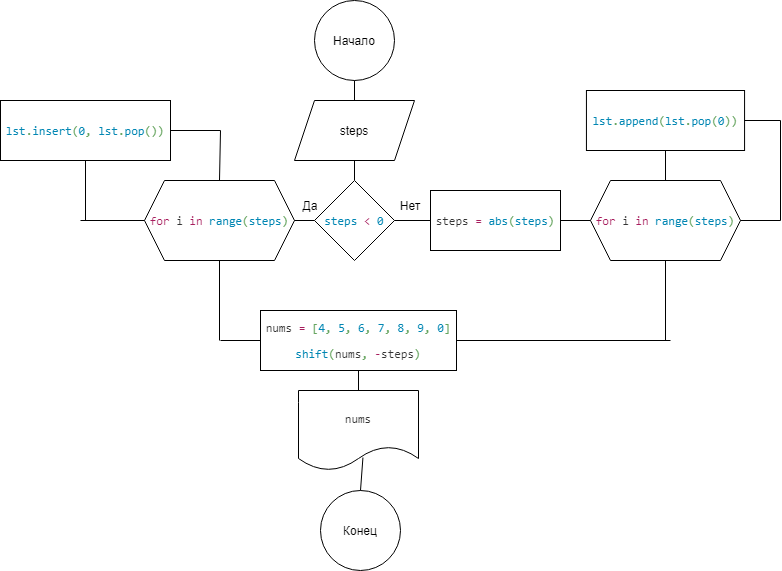 Начало
steps
lst.insert(0, lst.pop())
lst.append(lst.pop(0))
Да
Нет
for i in range(steps)
steps < 0
steps = abs(steps)
for i in range(steps)
nums = [4, 5, 6, 7, 8, 9, 0]
shift(nums, -steps)
nums
Конец